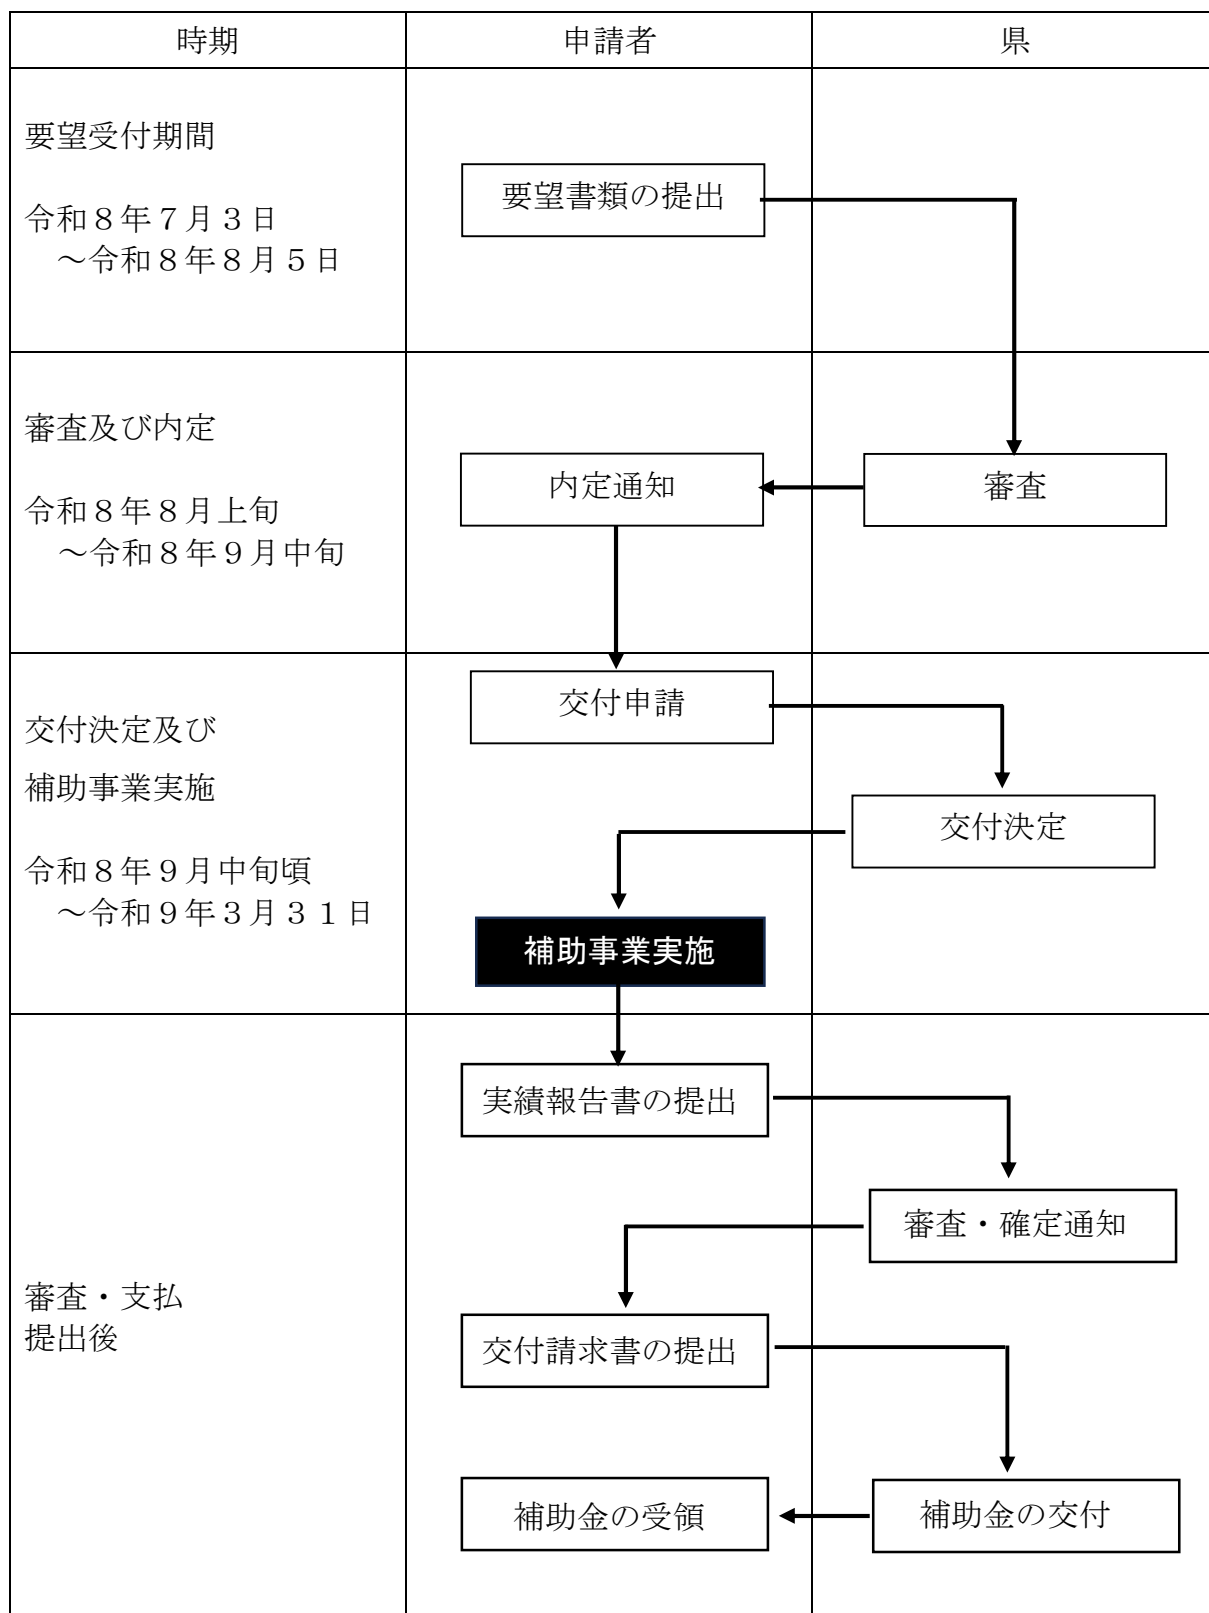 時期
申請者
県
要望受付期間
令和８年７月３日
～令和８年８月５日
要望書類の提出
審査及び内定
令和８年８月上旬
～令和８年９月中旬
内定通知
審査
交付決定及び
補助事業実施
令和８年９月中旬頃
～令和９年３月３１日
交付申請
交付決定
補助事業実施
審査・支払
提出後
実績報告書の提出
審査・確定通知
交付請求書の提出
補助金の受領
補助金の交付